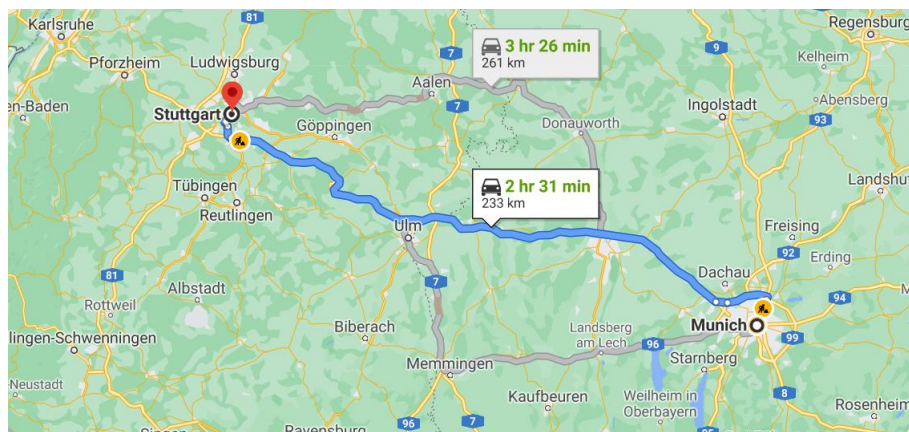 Karlsruhe
81
7
3 hr 26 min
261 km
9
Regensburg
Pforzheim
Ludwigsburg
Kelheim
en-Baden
Aalen
7
Ingolstadt
Abensberg
Stuttgart
Göppingen
Donauworth
93
Tübingen
Reutlingen
2 hr 31 min
233 km
Landshut
Ulm
Freising
92
Erding
81
Albstadt
7
Dachau
94
Rottweil
Biberach
Munich
M
lingen-Schwenningen
Landsberg
am Lech
96
99
Starnberg
Memmingen
Neustadt
Kaufbeuren
Weilheim in
Oberbayern
8
Rosenheim
96
7
95
Singen
Ravensburg